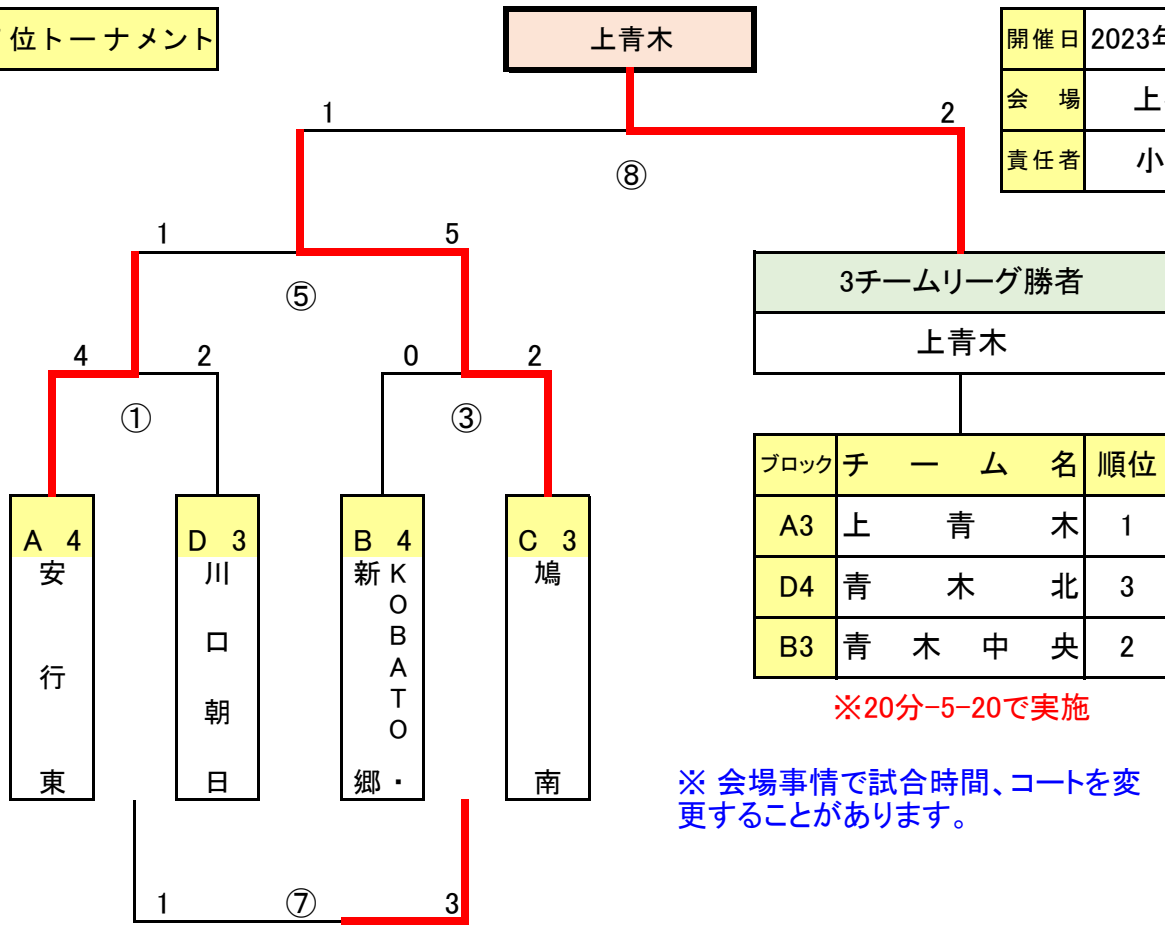 位トーナメント
上青木
開催日 2023年
会場 上
責任者 小
1 2
⑧
1 5
⑤
3チームリーグ勝者
上青木
4 2 0 2
① ③
ブロック チーム名 順位
A3 上青木 1
D4 青木北 3
B3 青木中央 2
A 4
安行東
D 3
川口朝日
B 4
KOBATO・
新郷
C 3
鳩南
※20分-5-20で実施
※ 会場事情で試合時間、コートを変
更することがあります。
1 ⑦ 3